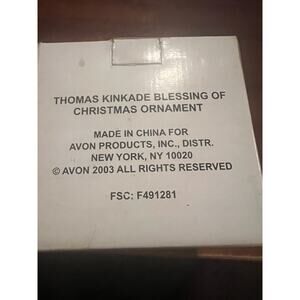 THOMAS KINKADE BLESSING OF
CHRISTMAS ORNAMENT
MADE IN CHINA FOR
AVON PRODUCTS, INC., DISTR.
NEW YORK, NY 10020
© AVON 2003 ALL RIGHTS RESERVED
FSC: F491281